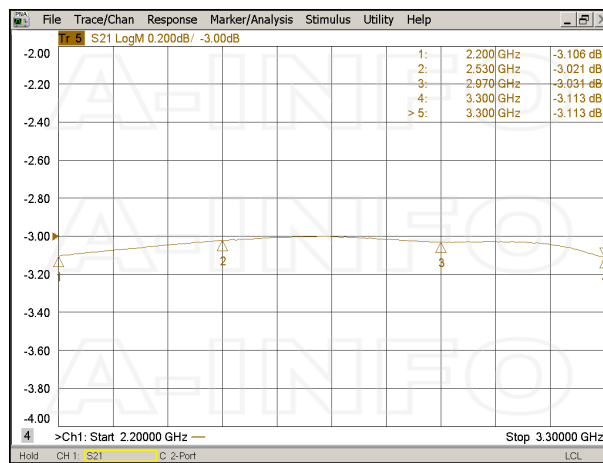 File Trace/Chan Response Marker/Analysis Stimulus Utility Help
Tr 5 S21 LogM 0.200dB/ -3.00dB
1: 2.200 GHz -3.106 dB
2: 2.530 GHz -3.021 dB
3: 2.970 GHz -3.031 dB
4: 3.300 GHz -3.113 dB
> 5: 3.300 GHz -3.113 dB
-2.00
-2.20
-2.40
-2.60
-2.80
-3.00
-3.20
-3.40
-3.60
-3.80
-4.00
1
2
3
A-INFO
A-INFO
A-INFO
4 >Ch1: Start 2.20000 GHz Stop 3.30000 GHz
Hold CH 1: S21 C 2-Port LCL